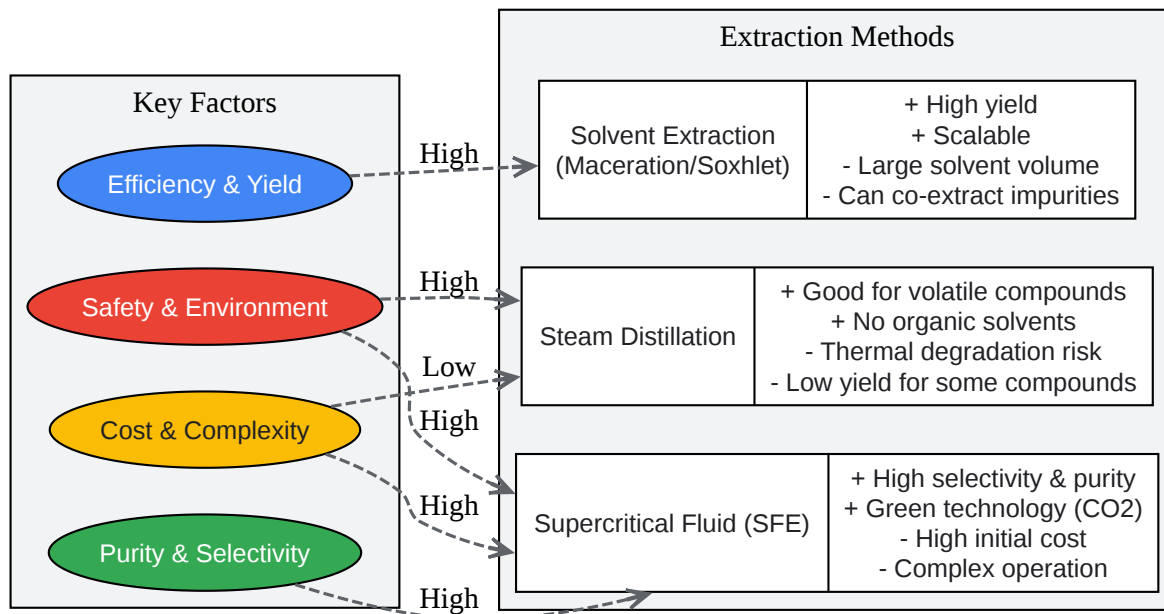 Extraction Methods
Key Factors
Efficiency & Yield
Safety & Environment
Cost & Complexity
Purity & Selectivity
High
High
Low
High
High
High
Solvent Extraction
(Maceration/Soxhlet)
+ High yield
+ Scalable
- Large solvent volume
- Can co-extract impurities
Steam Distillation
+ Good for volatile compounds
+ No organic solvents
- Thermal degradation risk
- Low yield for some compounds
Supercritical Fluid (SFE)
+ High selectivity & purity
+ Green technology (CO2)
- High initial cost
- Complex operation